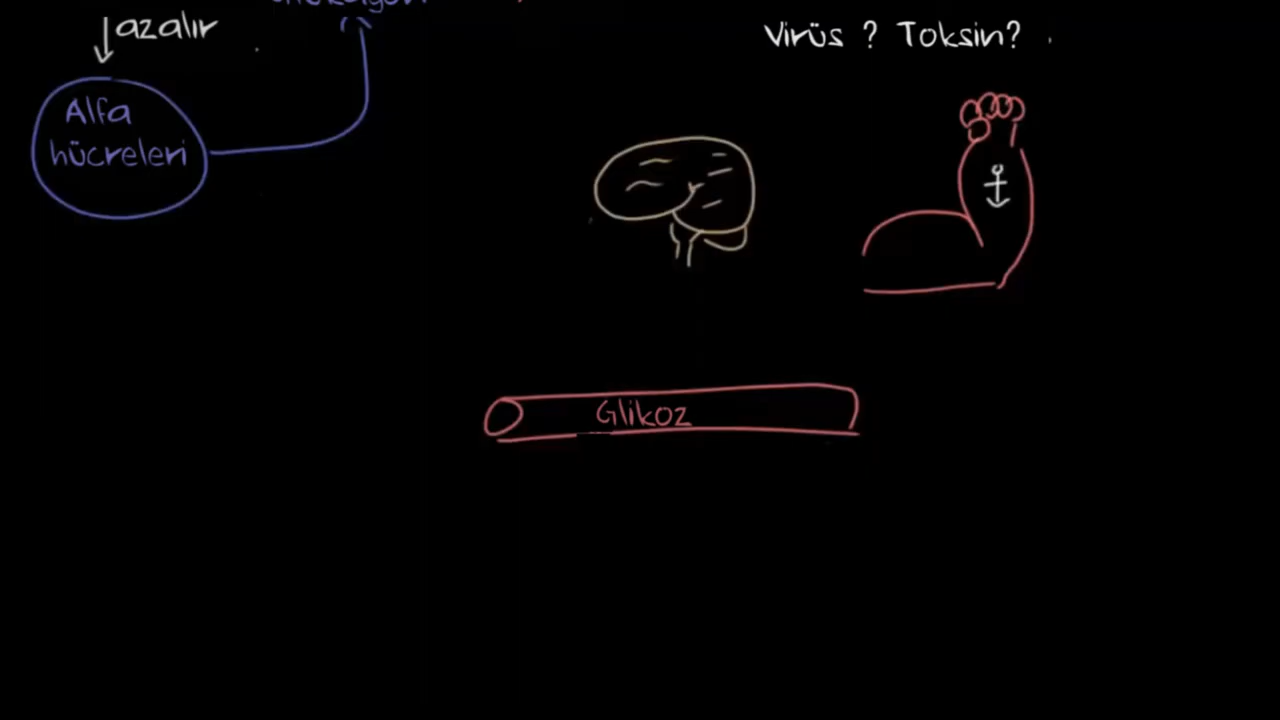 azalır
Virüs ? Toksin?
Alfa
hücreleri
Glikoz